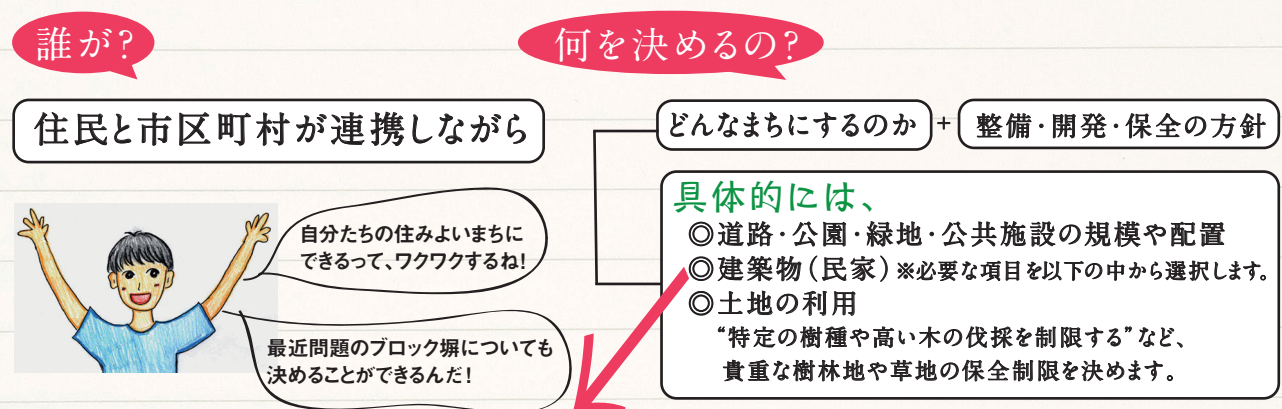 誰が?
住民と市区町村が連携しながら
自分たちの住みよいまちに
できるって、ワクワクするね!
最近問題のブロック塀についても
決めることができるんだ!
何を決めるの?
どんなまちにするのか + 整備・開発・保全の方針
具体的には、
◎道路・公園・緑地・公共施設の規模や配置
◎建築物(民家)※必要な項目を以下の中から選択します。
◎土地の利用
“特定の樹種や高い木の伐採を制限する”など、
貴重な樹林地や草地の保全制限を決めます。